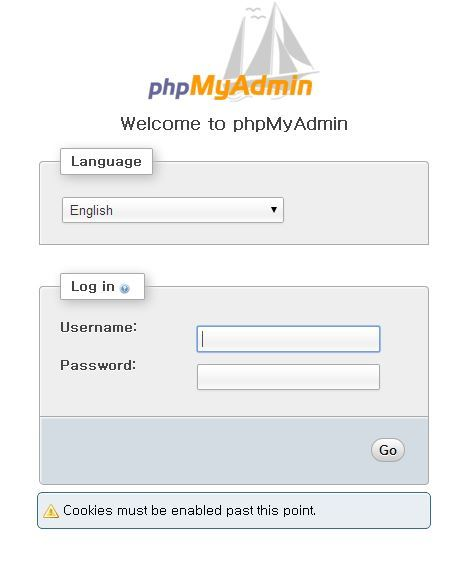 phpMyAdmin
Welcome to phpMyAdmin
Language
English
Log in
Username:
Password:
Go
Cookies must be enabled past this point.